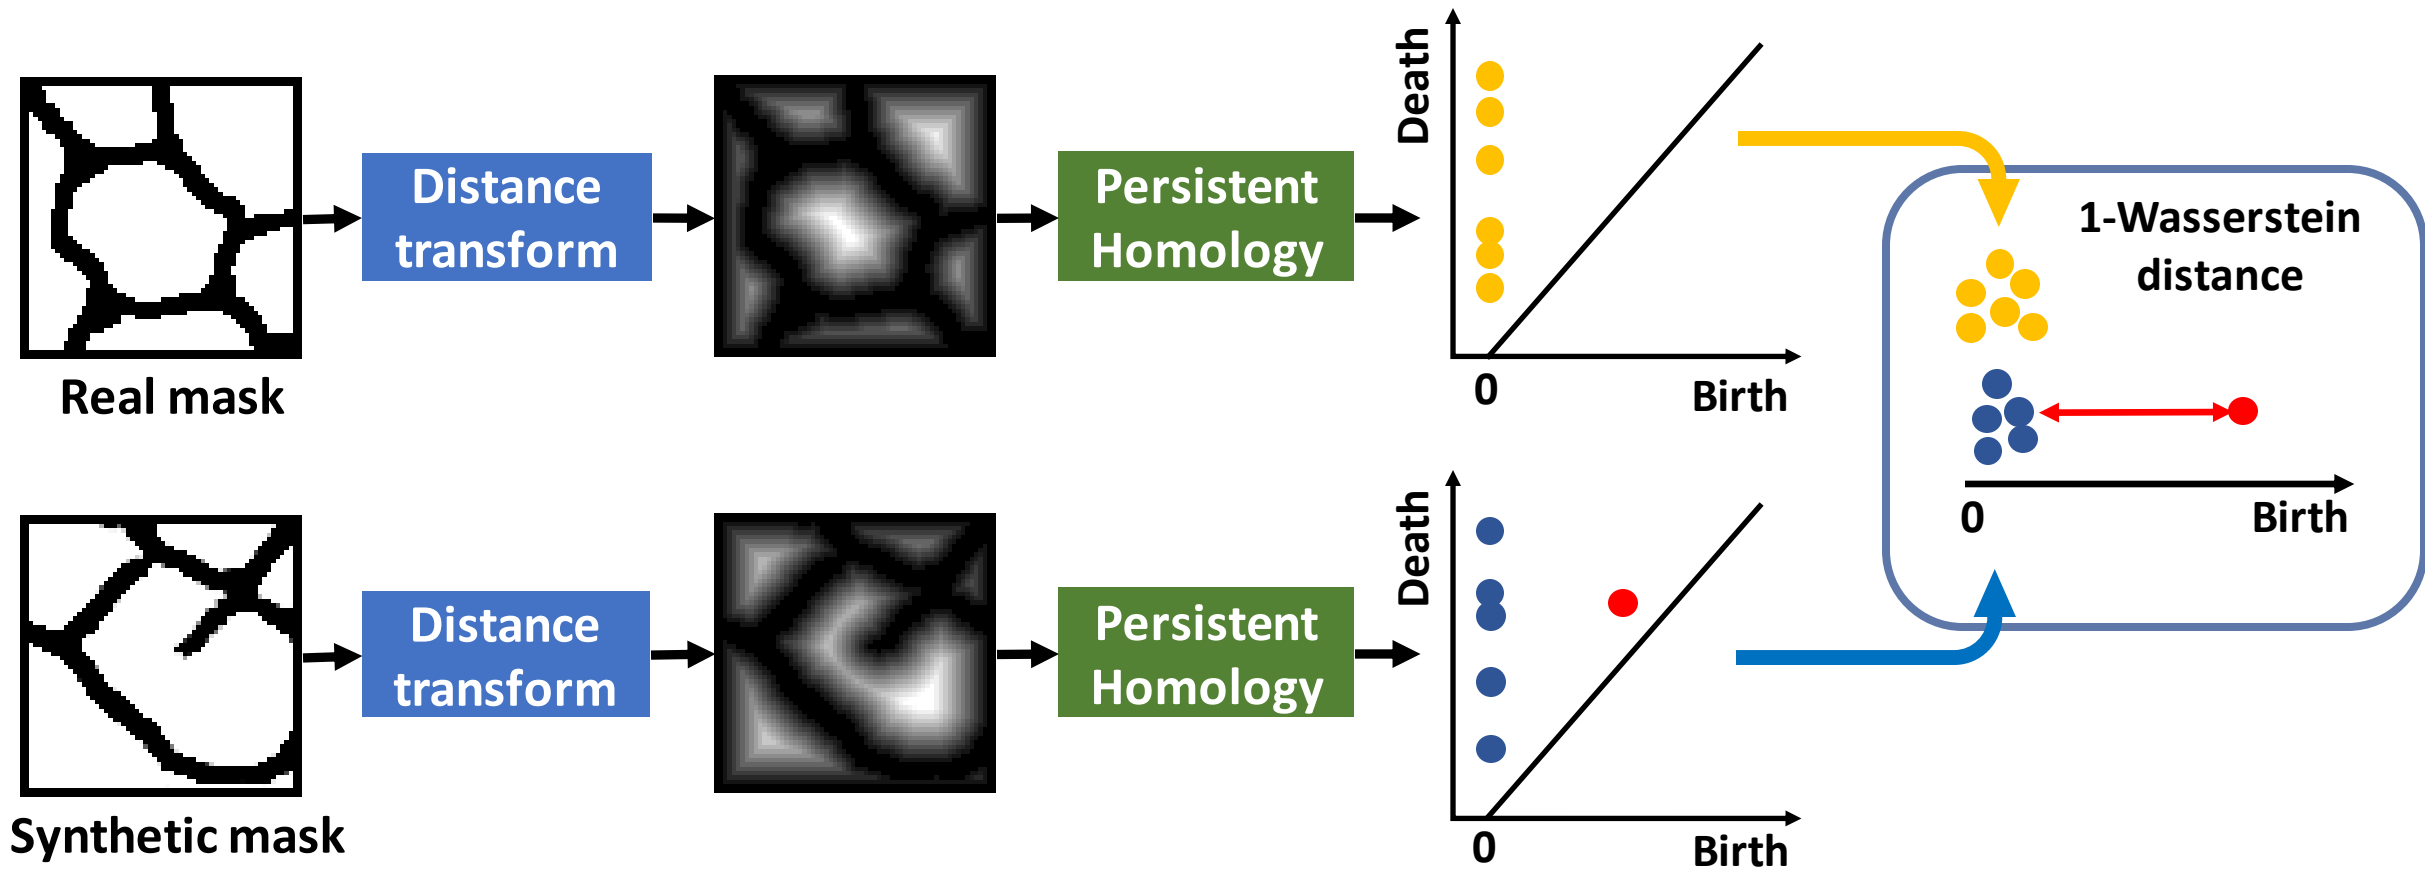 Real mask
Distance
transform
Persistent
Homology
Death
0
Birth
1-Wasserstein
distance
0
Birth
Synthetic mask
Distance
transform
Persistent
Homology
Death
0
Birth